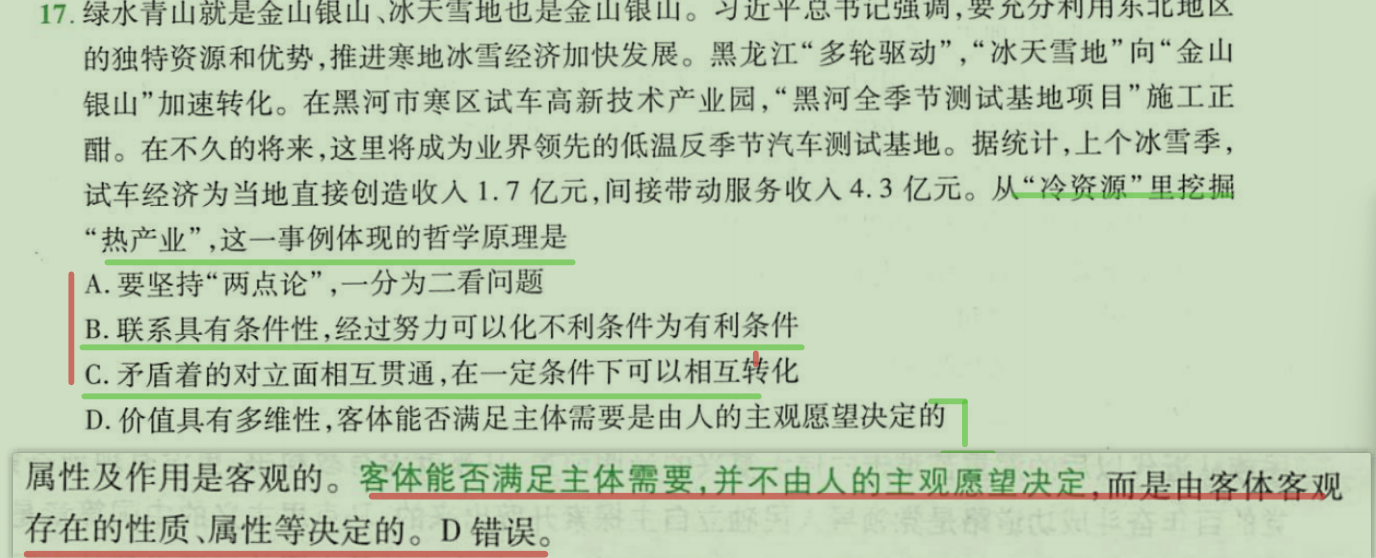 17. 绿水青山就是金山银山、冰天雪地也是金山银山。习近平总书记强调,要充分利用东北地区
的独特资源和优势,推进寒地冰雪经济加快发展。黑龙江“多轮驱动”,“冰天雪地”向“金山
银山”加速转化。在黑河市寒区试车高新技术产业园,“黑河全季节测试基地项目”施工正
酣。在不久的将来,这里将成为业界领先的低温反季节汽车测试基地。据统计,上个冰雪季,
试车经济为当地直接创造收入1.7亿元,间接带动服务收入4.3亿元。从“冷资源”里挖掘
“热产业”,这一事例体现的哲学原理是
A. 要坚持“两点论”,一分为二看问题
B. 联系具有条件性,经过努力可以化不利条件为有利条件
C. 矛盾着的对立面相互贯通,在一定条件下可以相互转化
D. 价值具有多维性,客体能否满足主体需要是由人的主观愿望决定的
属性及作用是客观的。客体能否满足主体需要,并不由人的主观愿望决定,而是由客体客观
存在的性质、属性等决定的。D 错误。